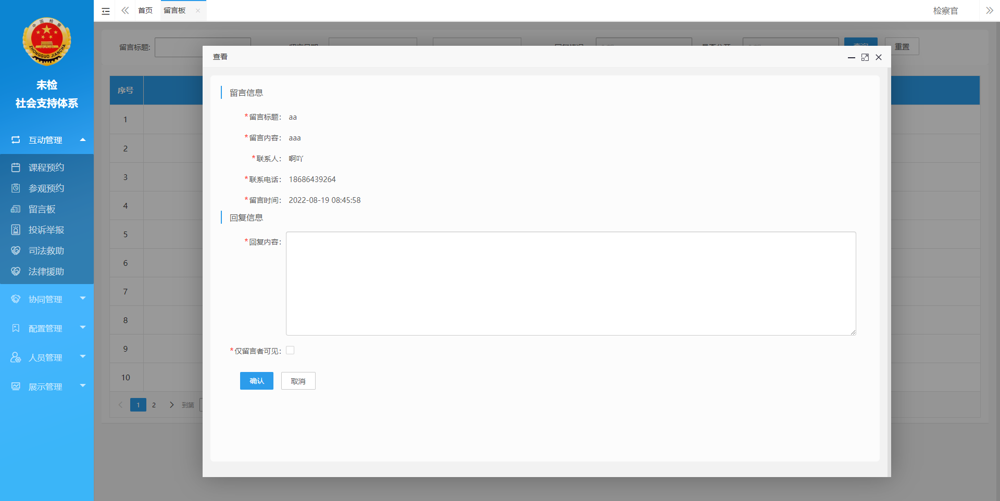 首页
留言板
检察官
中国检察
ZHONGGUO JIANCHA
未检
社会支持体系
互动管理
课程预约
参观预约
留言板
投诉举报
司法救助
法律援助
协同管理
配置管理
人员管理
展示管理
留言标题:
重置
序号
1
2
3
4
5
6
7
8
9
10
1 2 到第
查看
留言信息
*留言标题: aa
*留言内容: aaa
*联系人: 啊吖
*联系电话: 18686439264
*留言时间: 2022-08-19 08:45:58
回复信息
*回复内容:
*仅留言者可见:
确认 取消